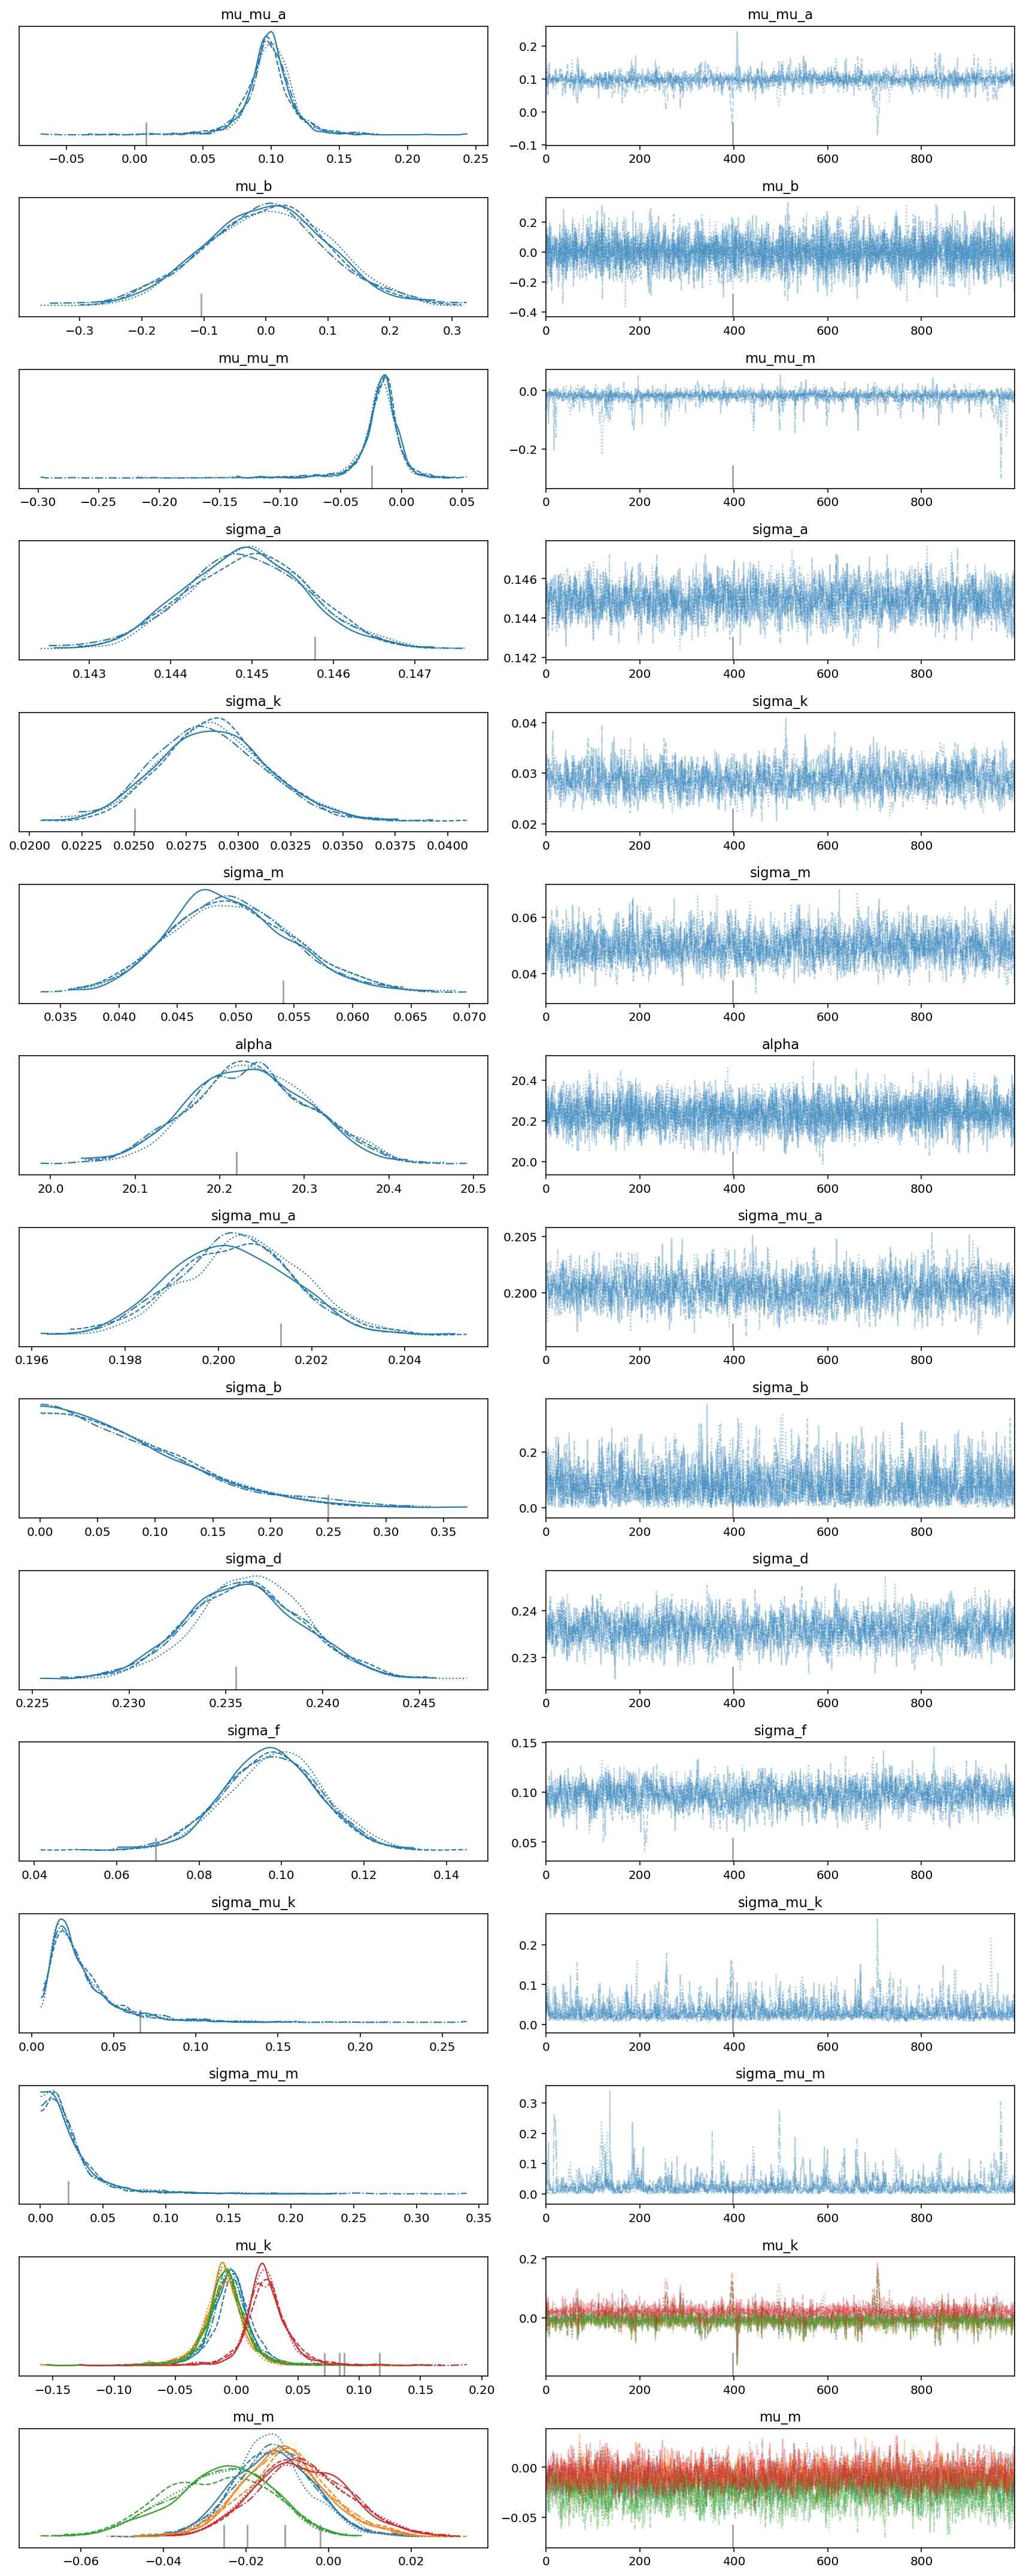 mu_mu_a mu_mu_a
0.2
0.1
0.0
−0.1
−0.05 0.00 0.05 0.10 0.15 0.20 0.25 0 200 400 600 800
mu_b mu_b
0.2
0.0
−0.2
−0.4
−0.3 −0.2 −0.1 0.0 0.1 0.2 0.3 0 200 400 600 800
mu_mu_m mu_mu_m
0.0
−0.2
−0.30 −0.25 −0.20 −0.15 −0.10 −0.05 0.00 0.05 0 200 400 600 800
sigma_a sigma_a
0.146
0.144
0.142
0.143 0.144 0.145 0.146 0.147 0 200 400 600 800
sigma_k sigma_k
0.04
0.03
0.02
0.0200 0.0225 0.0250 0.0275 0.0300 0.0325 0.0350 0.0375 0.0400 0 200 400 600 800
sigma_m sigma_m
0.06
0.04
0.035 0.040 0.045 0.050 0.055 0.060 0.065 0.070 0 200 400 600 800
alpha alpha
20.4
20.2
20.0
20.0 20.1 20.2 20.3 20.4 20.5 0 200 400 600 800
sigma_mu_a sigma_mu_a
0.205
0.200
0.196 0.198 0.200 0.202 0.204 0 200 400 600 800
sigma_b sigma_b
0.2
0.0
0.00 0.05 0.10 0.15 0.20 0.25 0.30 0.35 0 200 400 600 800
sigma_d sigma_d
0.24
0.23
0.225 0.230 0.235 0.240 0.245 0 200 400 600 800
sigma_f sigma_f
0.15
0.10
0.05
0.04 0.06 0.08 0.10 0.12 0.14 0 200 400 600 800
sigma_mu_k sigma_mu_k
0.2
0.1
0.0
0.00 0.05 0.10 0.15 0.20 0.25 0 200 400 600 800
sigma_mu_m sigma_mu_m
0.3
0.2
0.1
0.0
0.00 0.05 0.10 0.15 0.20 0.25 0.30 0.35 0 200 400 600 800
mu_k mu_k
0.2
0.0
−0.15 −0.10 −0.05 0.00 0.05 0.10 0.15 0.20 0 200 400 600 800
mu_m mu_m
0.00
−0.05
−0.06 −0.04 −0.02 0.00 0.02 0 200 400 600 800